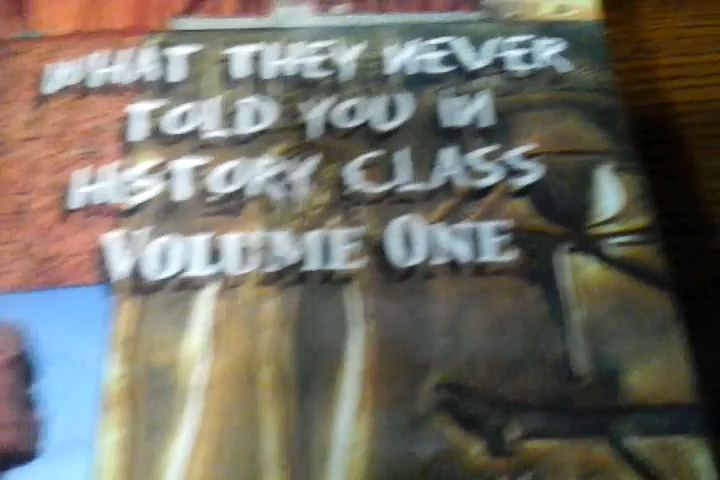 WHAT THEY NEVER
TOLD YOU IN
HISTORY CLASS
VOLUME ONE